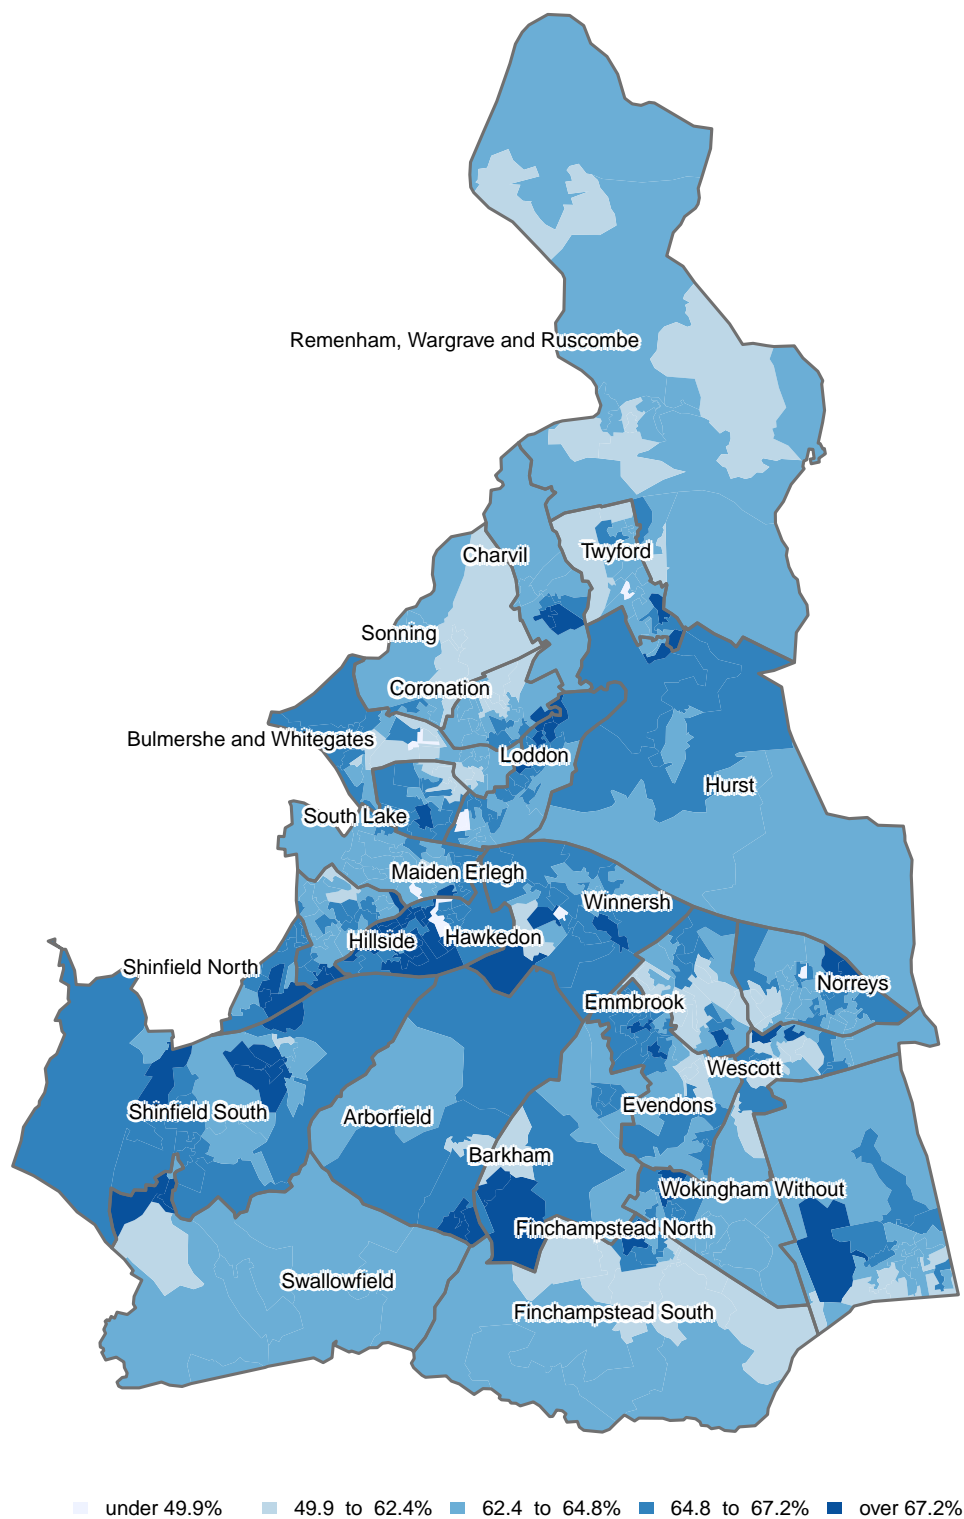 Remenham, Wargrave and Ruscombe
Twyford
Charvil
Sonning
Coronation
Bulmershe and Whitegates
Loddon
Hurst
South Lake
Maiden Erlegh
Winnersh
Hillside
Hawkedon
Shinfield North
Norreys
Emmbrook
Wescott
Evendons
Shinfield South
Arborfield
Barkham
Wokingham Without
Finchampstead North
Swallowfield
Finchampstead South
under 49.9% 49.9 to 62.4% 62.4 to 64.8% 64.8 to 67.2% over 67.2%